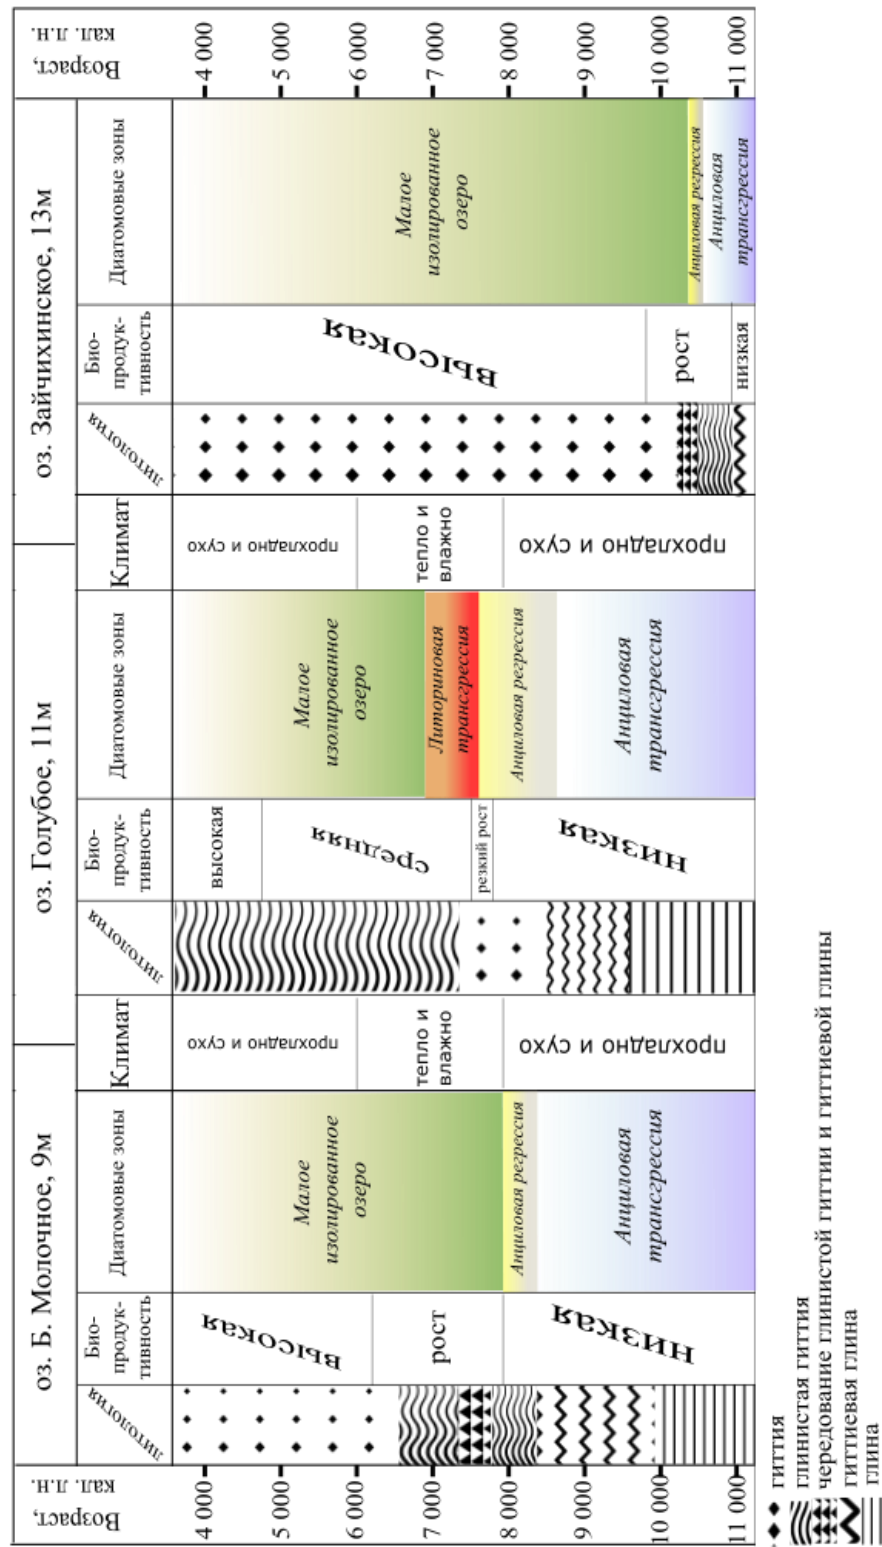 Возраст,
кал. л.н.
оз. Б. Молочное, 9м
оз. Голубое, 11м
оз. Зайчихинское, 13м
Возраст,
кал. л.н.
литология
Био-
продук-
тивность
Диатомовые зоны
Климат
литология
Био-
продук-
тивность
Диатомовые зоны
Климат
литология
Био-
продук-
тивность
Диатомовые зоны
4 000
5 000
6 000
7 000
8 000
9 000
10 000
11 000
высокая
рост
низкая
Малое
изолированное
озеро
Анциловая регрессия
Анциловая
трансгрессия
прохладно и сухо
тепло и
влажно
прохладно и сухо
высокая
средняя
резкий рост
низкая
Малое
изолированное
озеро
Литориновая
трансгрессия
Анциловая регрессия
Анциловая
трансгрессия
прохладно и сухо
тепло и
влажно
прохладно и сухо
высокая
рост
низкая
Малое
изолированное
озеро
Анциловая регрессия
Анциловая
трансгрессия
4 000
5 000
6 000
7 000
8 000
9 000
10 000
11 000
гиттия
глинистая гиттия
чередование глинистой гиттии и гиттиевой глины
гиттиевая глина
глина